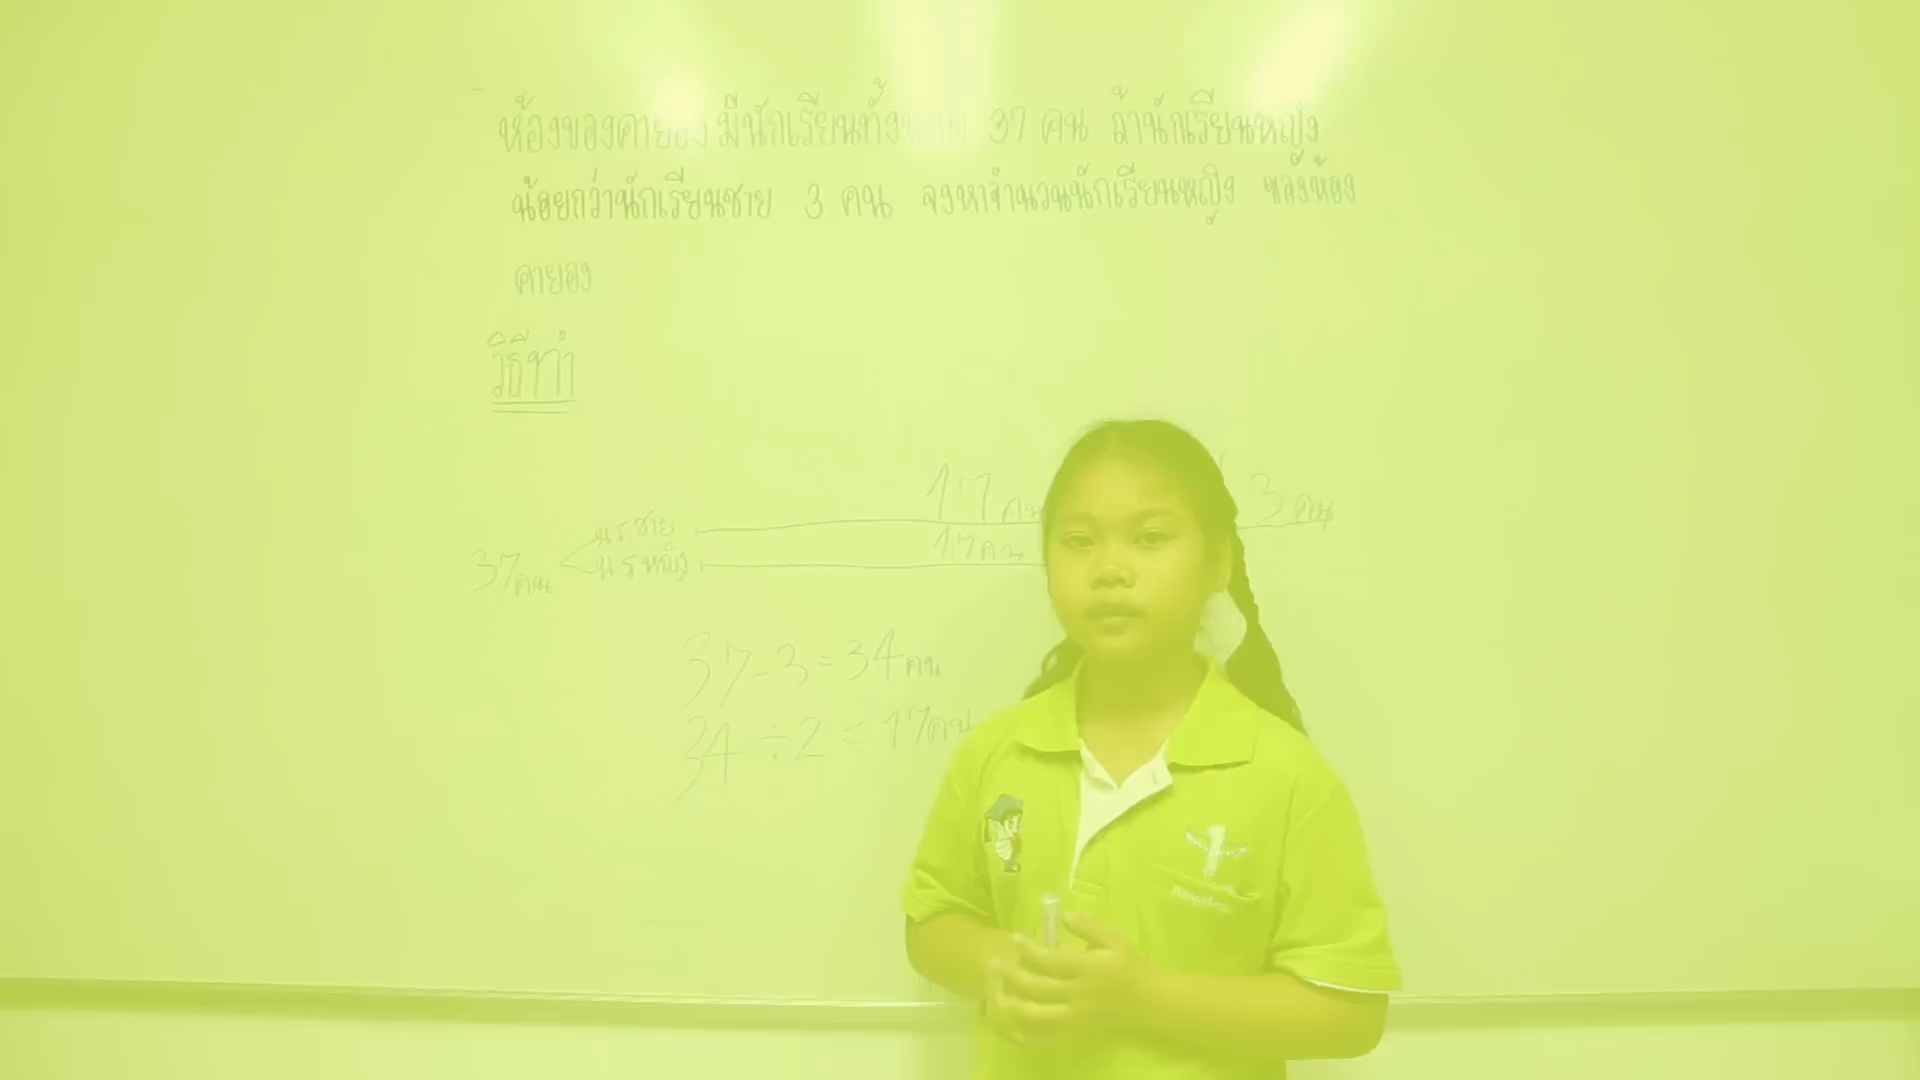 ห้องของคายอง มีนักเรียนทั้งหมด 37 คน ถ้านักเรียนหญิง
น้อยกว่านักเรียนชาย 3 คน จงหาจำนวนนักเรียนหญิง ของห้อง
คายอง
วิธีทำ
17 คน 3 คน
น ร ชาย
17 คน
37 คน น ร หญิง
37 - 3 = 34 คน
34 ÷ 2 = 17 คน